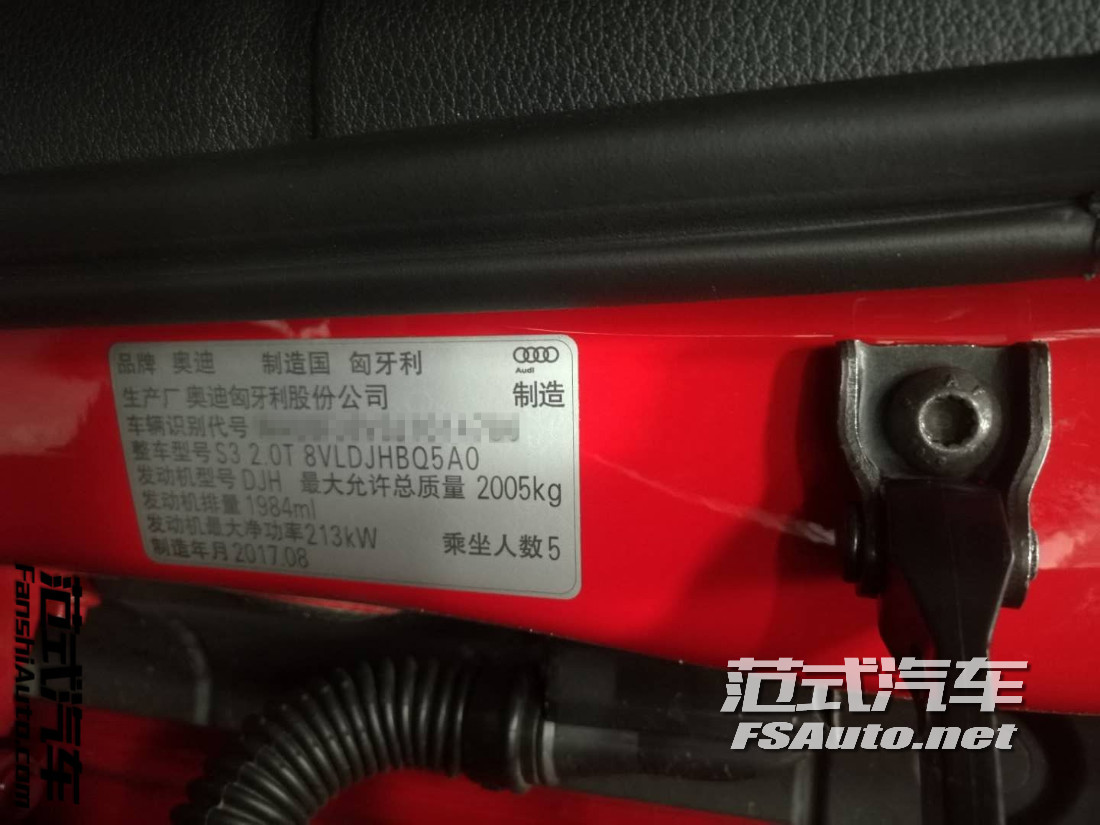 品牌 奥迪 制造国 匈牙利
Audi
生产厂 奥迪匈牙利股份公司 制造
车辆识别代号
整车型号 S3 2.0T 8VLDJHBQ5A0
发动机型号 DJH 最大允许总质量 2005kg
发动机排量 1984ml
发动机最大净功率213kW 乘坐人数5
制造年月 2017.08
范式汽车
FSAuto.net
范式汽车
FanshiAuto.com